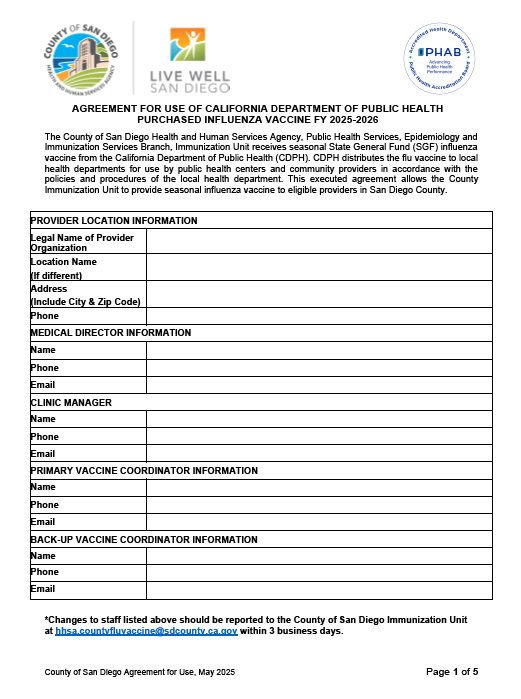 COUNTY OF SAN DIEGO
HEALTH AND HUMAN SERVICES AGENCY
LIVE WELL
SAN DIEGO
Accredited Health Department
PHAB
Advancing
Public Health
Performance
Public Health Accreditation Board
AGREEMENT FOR USE OF CALIFORNIA DEPARTMENT OF PUBLIC HEALTH
PURCHASED INFLUENZA VACCINE FY 2025-2026
The County of San Diego Health and Human Services Agency, Public Health Services, Epidemiology and
Immunization Services Branch, Immunization Unit receives seasonal State General Fund (SGF) influenza
vaccine from the California Department of Public Health (CDPH). CDPH distributes the flu vaccine to local
health departments for use by public health centers and community providers in accordance with the
policies and procedures of the local health department. This executed agreement allows the County
Immunization Unit to provide seasonal influenza vaccine to eligible providers in San Diego County.
PROVIDER LOCATION INFORMATION
Legal Name of Provider
Organization
Location Name
(If different)
Address
(Include City & Zip Code)
Phone
MEDICAL DIRECTOR INFORMATION
Name
Phone
Email
CLINIC MANAGER
Name
Phone
Email
PRIMARY VACCINE COORDINATOR INFORMATION
Name
Phone
Email
BACK-UP VACCINE COORDINATOR INFORMATION
Name
Phone
Email
*Changes to staff listed above should be reported to the County of San Diego Immunization Unit
at hhsa.countyfluvaccine@sdcounty.ca.gov within 3 business days.
County of San Diego Agreement for Use, May 2025
Page 1 of 5